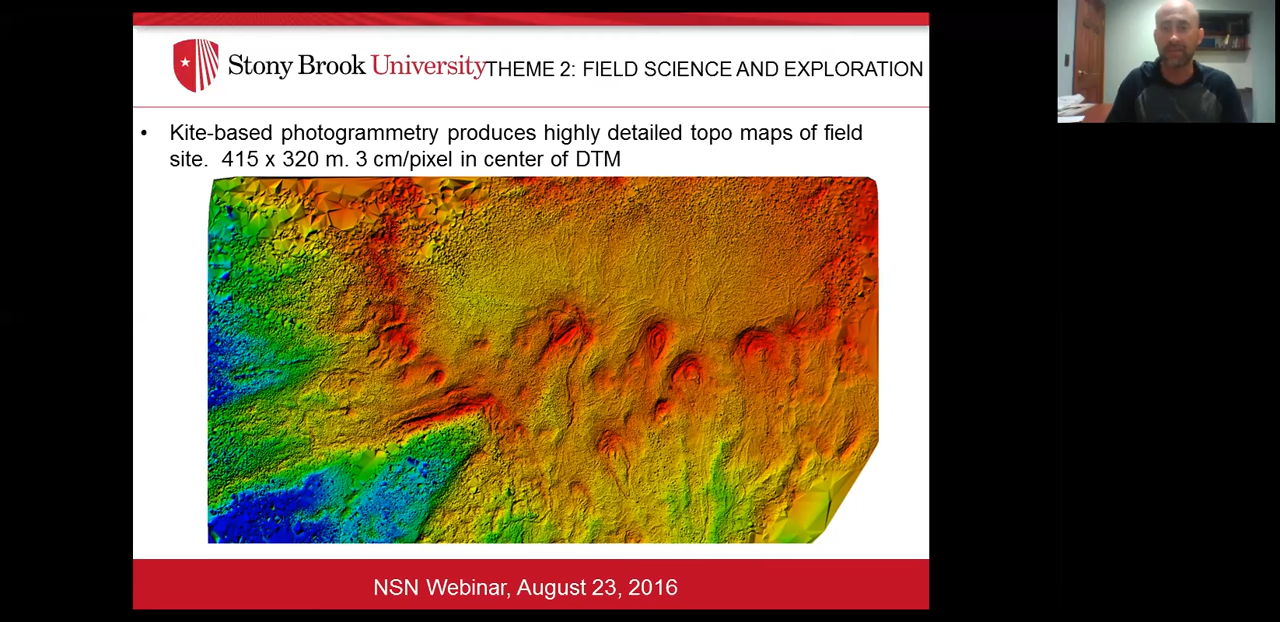 Stony Brook University THEME 2: FIELD SCIENCE AND EXPLORATION
• Kite-based photogrammetry produces highly detailed topo maps of field
site. 415 x 320 m. 3 cm/pixel in center of DTM
NSN Webinar, August 23, 2016